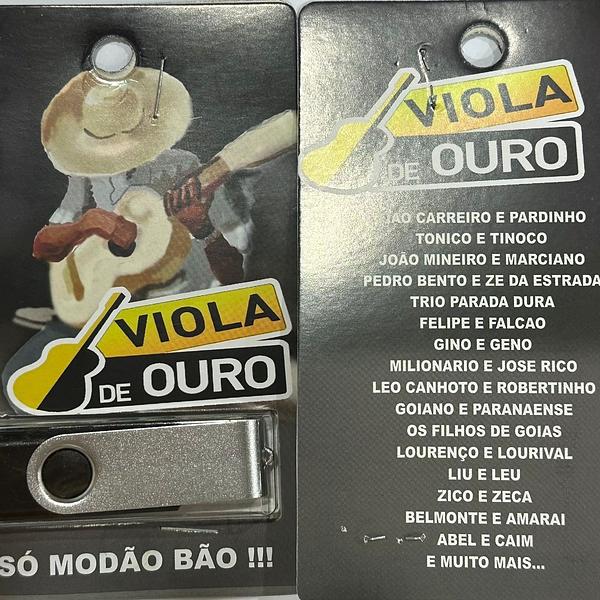 VIOLA
DE OURO
SÓ MODÃO BÃO !!!
VIOLA
DE OURO
CARREIRO E PARDINHO
TONICO E TINOCO
JOÃO MINEIRO E MARCIANO
PEDRO BENTO E ZE DA ESTRADA
TRIO PARADA DURA
FELIPE E FALCAO
GINO E GENO
MILIONARIO E JOSE RICO
LEO CANHOTO E ROBERTINHO
GOIANO E PARANAENSE
OS FILHOS DE GOIAS
LOURENÇO E LOURIVAL
LIU E LEU
ZICO E ZECA
BELMONTE E AMARAI
ABEL E CAIM
E MUITO MAIS...